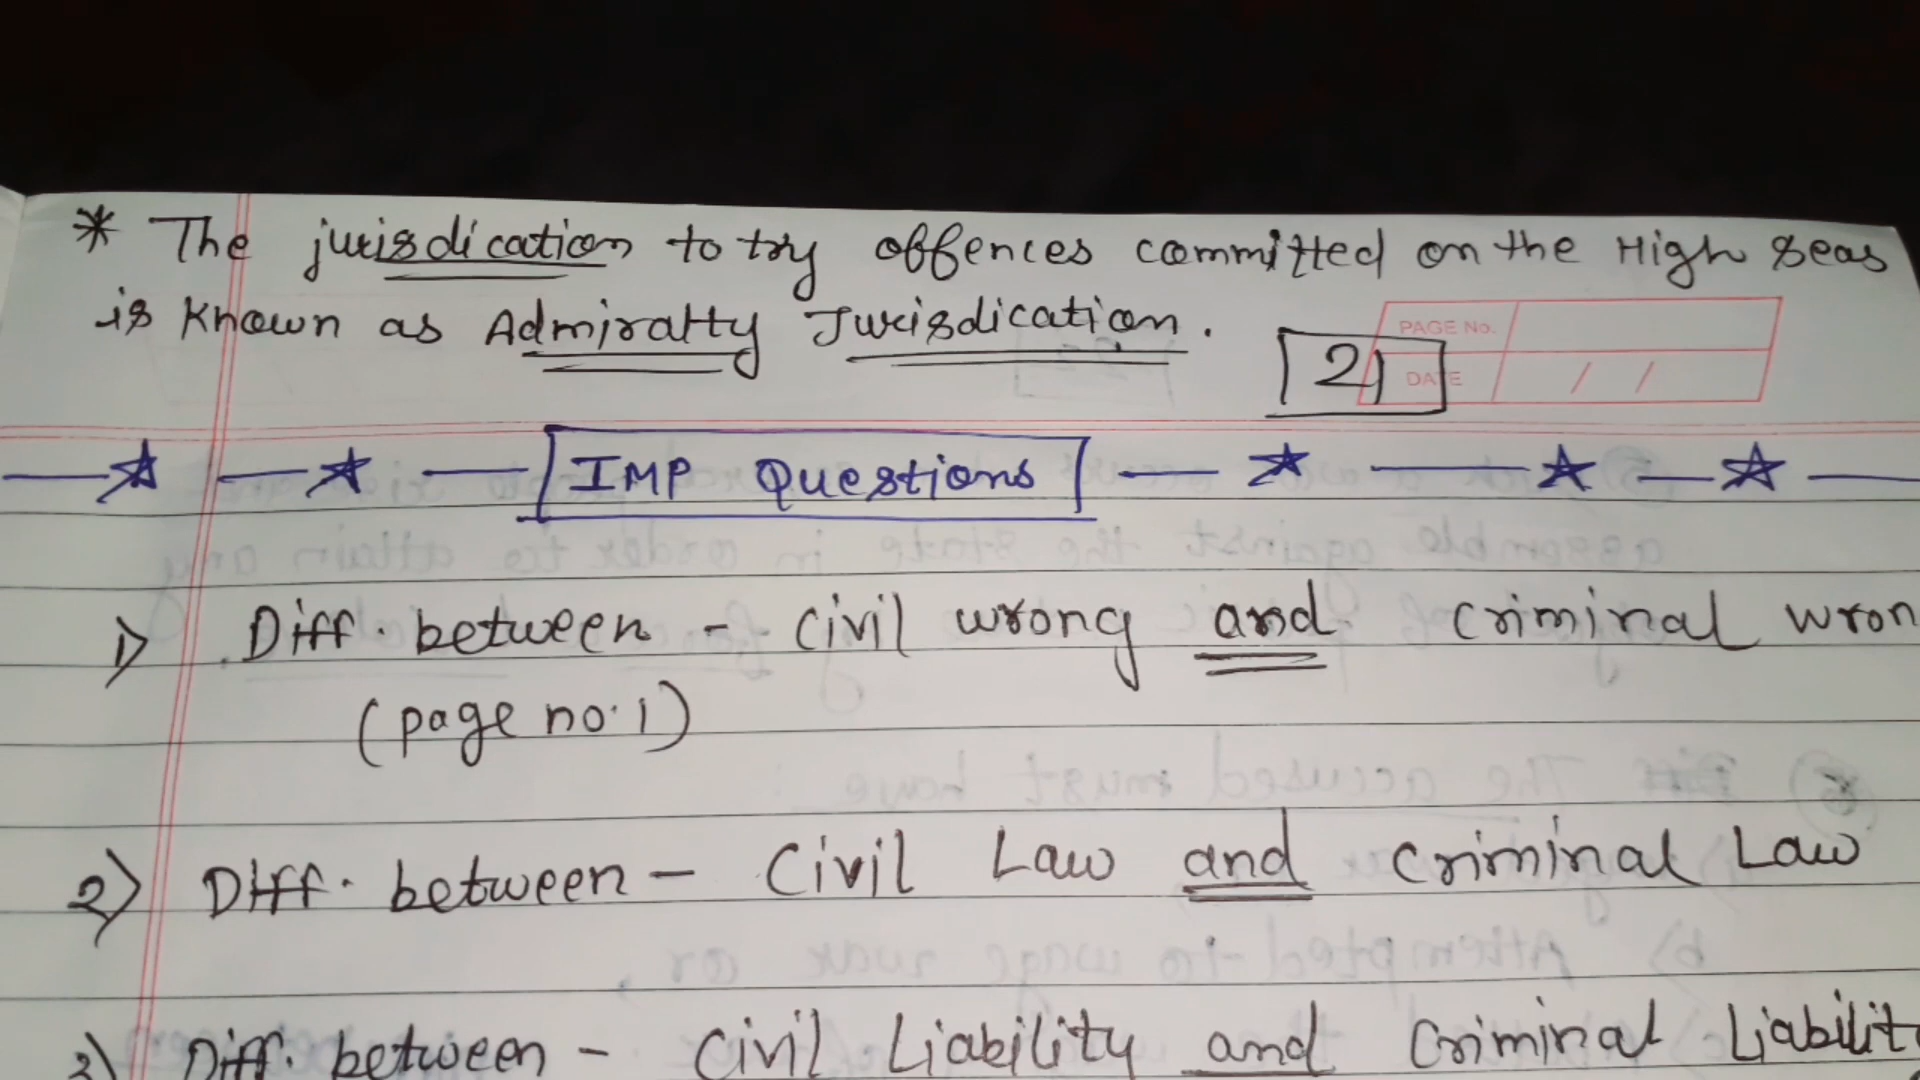 * The jurisdication to try offences committed on the High Seas
is Known as Admiralty Jurisdication.
PAGE No.
2
DATE / /
IMP Questions
1) Diff. between - Civil wrong and Criminal wron
(page no. 1)
2) Diff. between - Civil Law and Criminal Law
3) Diff. between - Civil Liability and Criminal Liabilit